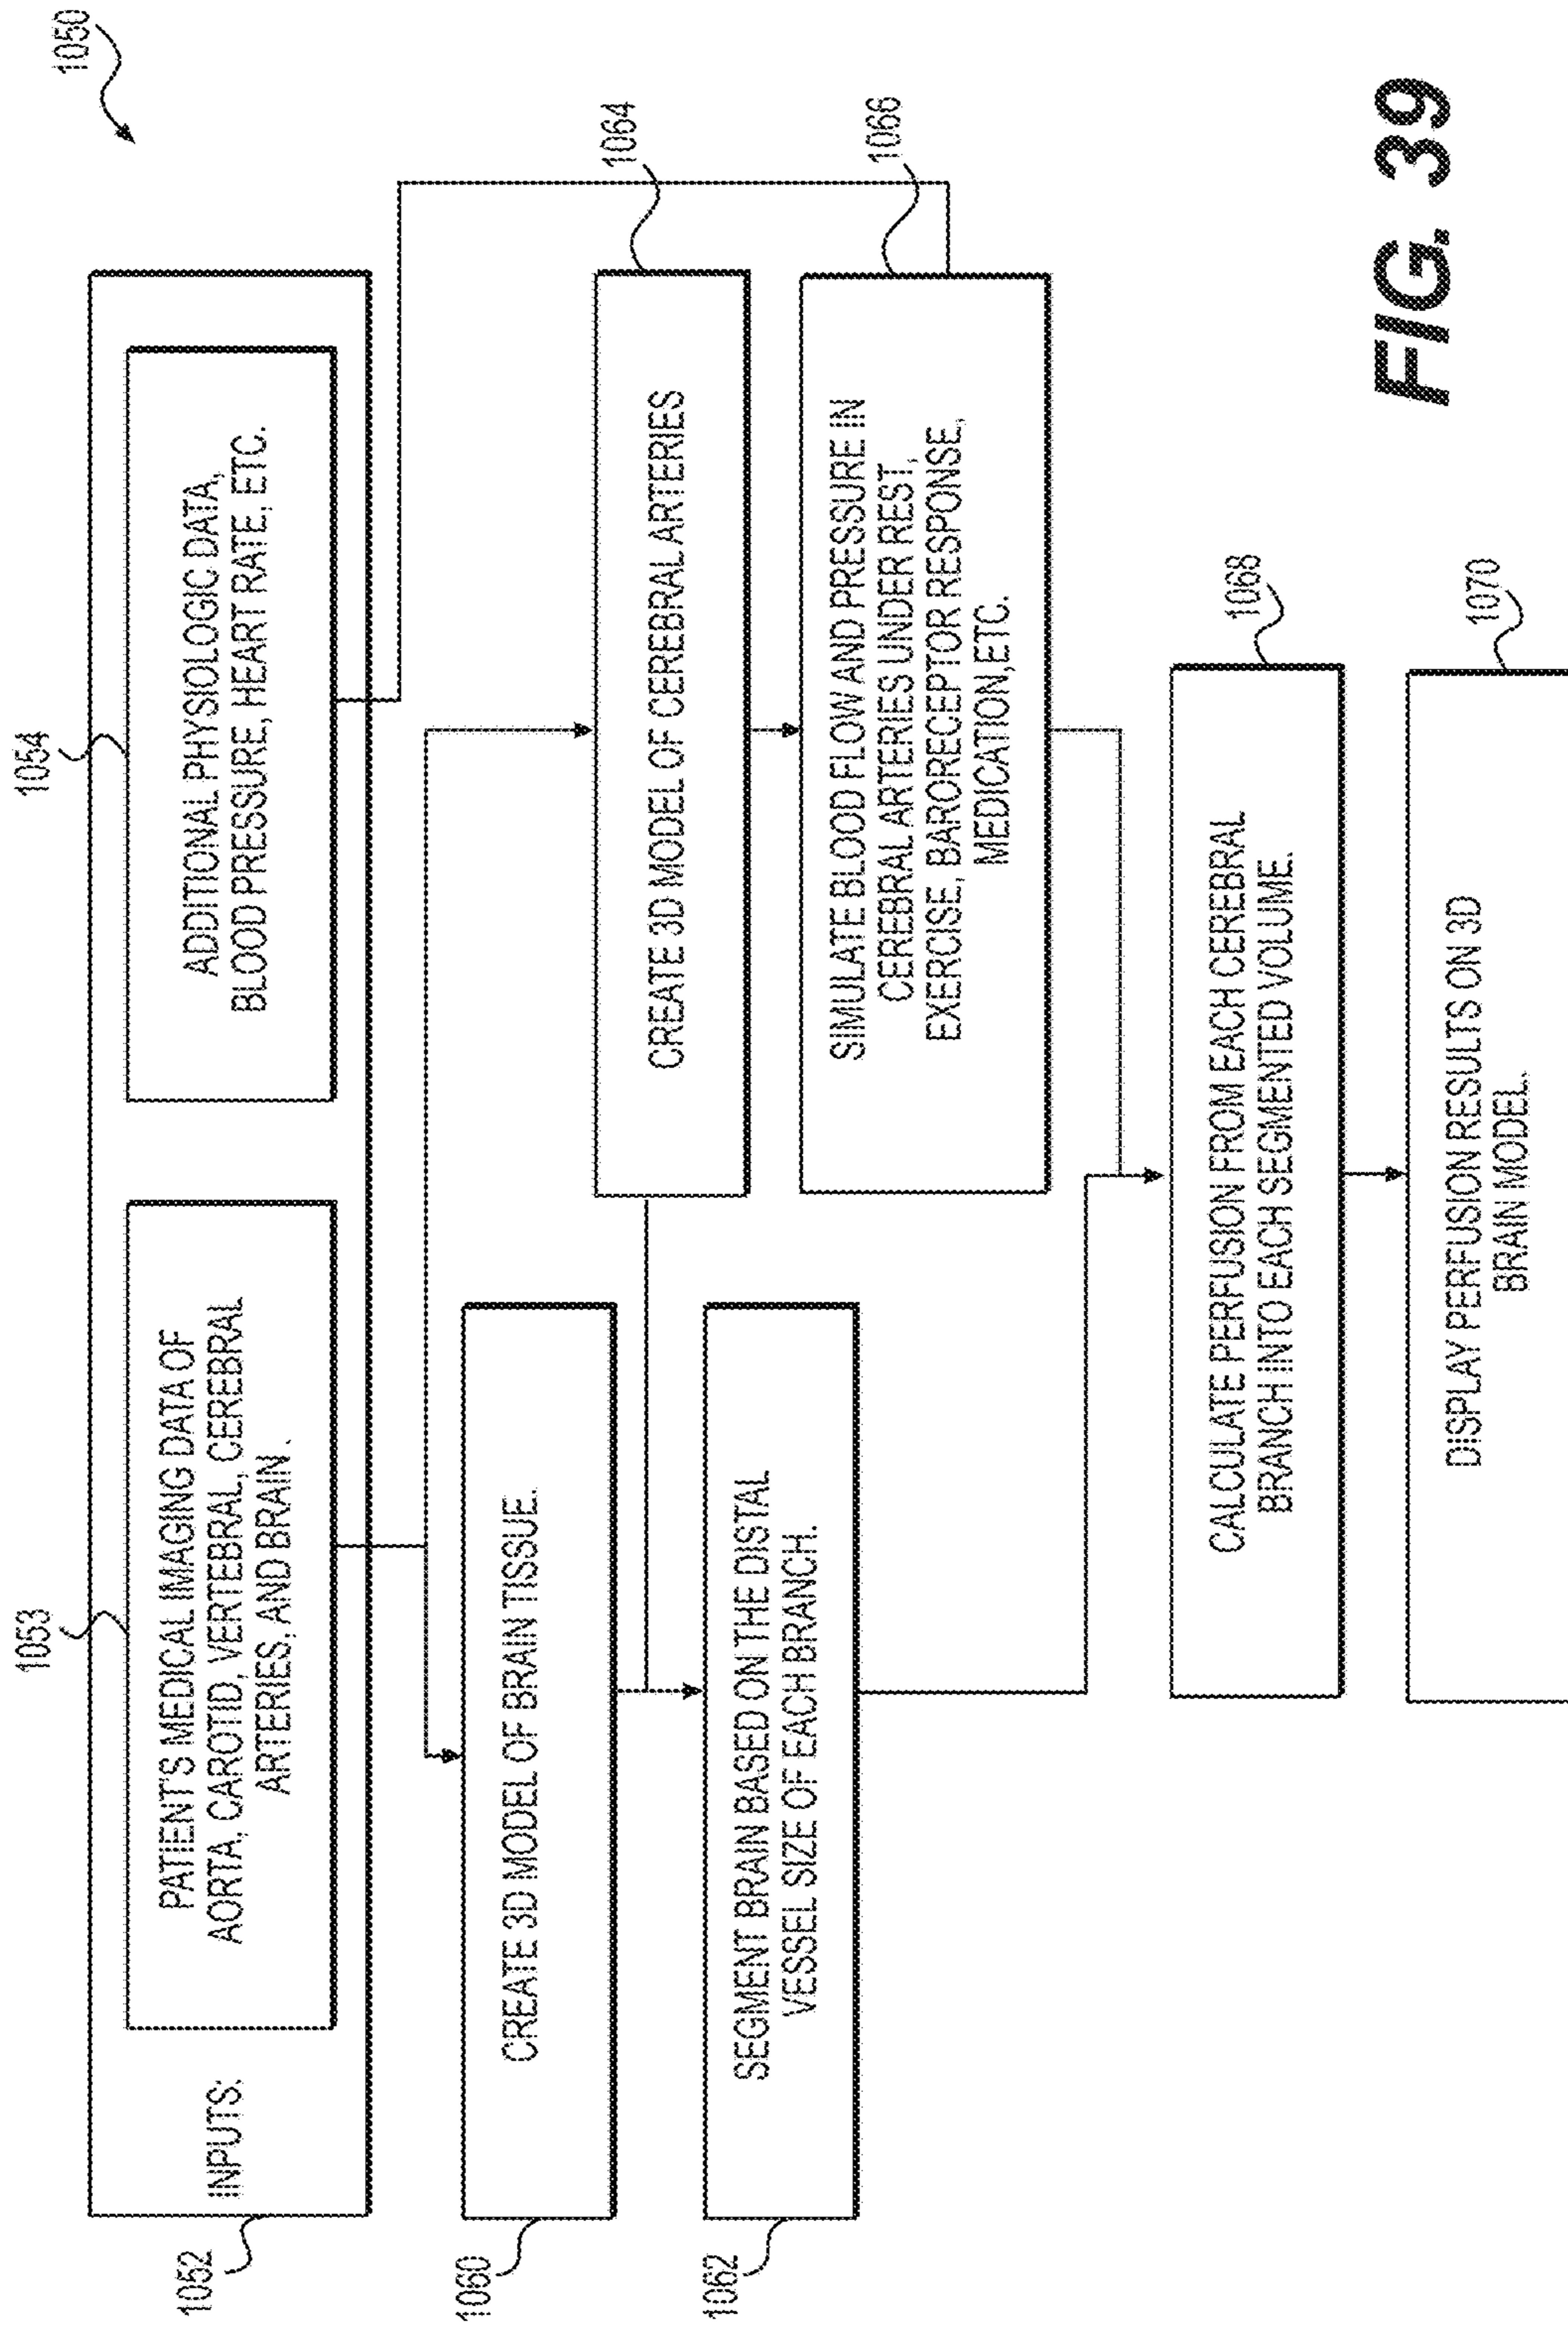 1050
1052
INPUTS:
1053
PATIENT'S MEDICAL IMAGING DATA OF
AORTA, CAROTID, VERTEBRAL, CEREBRAL
ARTERIES, AND BRAIN.
1054
ADDITIONAL PHYSIOLOGIC DATA,
BLOOD PRESSURE, HEART RATE, ETC.
1060
CREATE 3D MODEL OF BRAIN TISSUE.
1064
CREATE 3D MODEL OF CEREBRAL ARTERIES
1062
SEGMENT BRAIN BASED ON THE DISTAL
VESSEL SIZE OF EACH BRANCH.
1066
SIMULATE BLOOD FLOW AND PRESSURE IN
CEREBRAL ARTERIES UNDER REST,
EXERCISE, BARORECEPTOR RESPONSE,
MEDICATION,ETC.
1068
CALCULATE PERFUSION FROM EACH CEREBRAL
BRANCH INTO EACH SEGMENTED VOLUME.
1070
DISPLAY PERFUSION RESULTS ON 3D
BRAIN MODEL.
FIG. 39